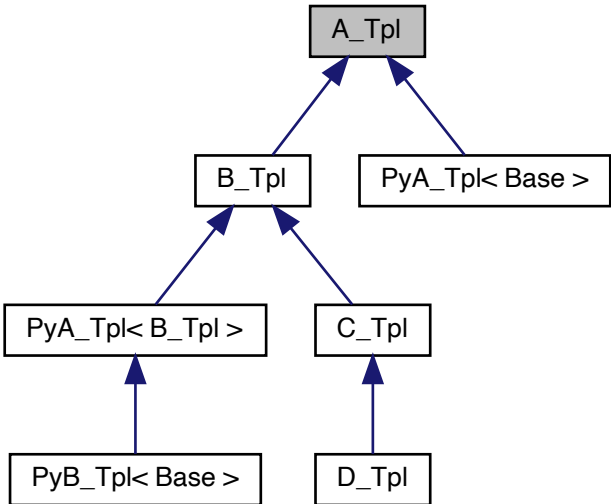 A_Tpl
B_Tpl
PyA_Tpl< Base >
PyA_Tpl< B_Tpl >
C_Tpl
PyB_Tpl< Base >
D_Tpl